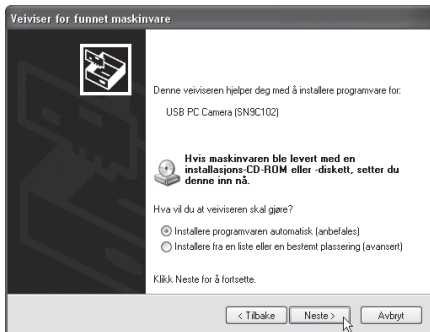 Veiviser for funnet maskinvare
Denne veiviseren hjelper deg med å installere programvare for:
USB PC Camera (SN9C102)
Hvis maskinvaren ble levert med en
installasjons-CD-ROM eller -diskett, setter du
denne inn nå.
Hva vil du at veiviseren skal gjøre?
Installere programvaren automatisk (anbefales)
Installere fra en liste eller en bestemt plassering (avansert)
Klikk Neste for å fortsette.
< Tilbake Neste > Avbryt